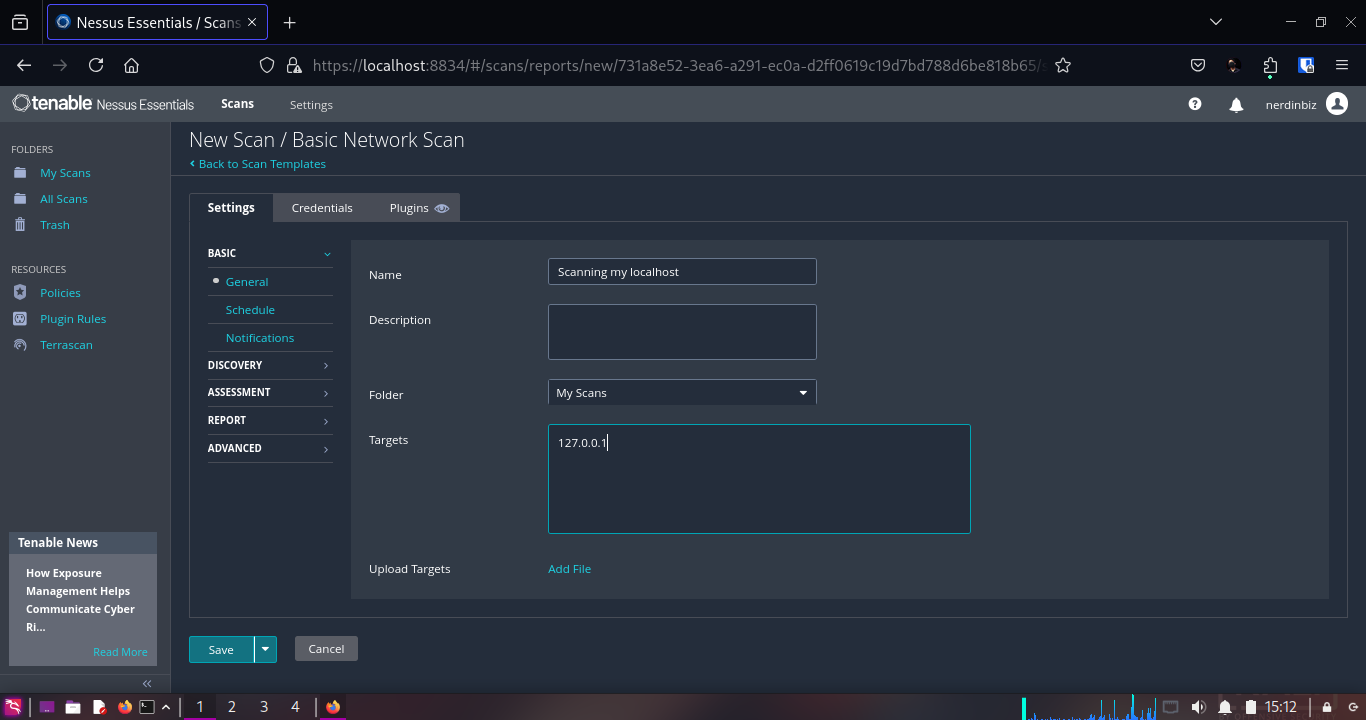 Nessus Essentials / Scans
https://localhost:8834/#/scans/reports/new/731a8e52-3ea6-a291-ec0a-d2ff0619c19d7bd788d6be818b65/
tenable Nessus Essentials
Scans
Settings
nerdinbiz
FOLDERS
My Scans
All Scans
Trash
RESOURCES
Policies
Plugin Rules
Terrascan
Tenable News
How Exposure
Management Helps
Communicate Cyber
Ri...
Read More
New Scan / Basic Network Scan
Back to Scan Templates
Settings
Credentials
Plugins
BASIC
General
Schedule
Notifications
DISCOVERY
ASSESSMENT
REPORT
ADVANCED
Name
Scanning my localhost
Description
Folder
My Scans
Targets
127.0.0.1
Upload Targets
Add File
Save
Cancel
1
2
3
4
15:12